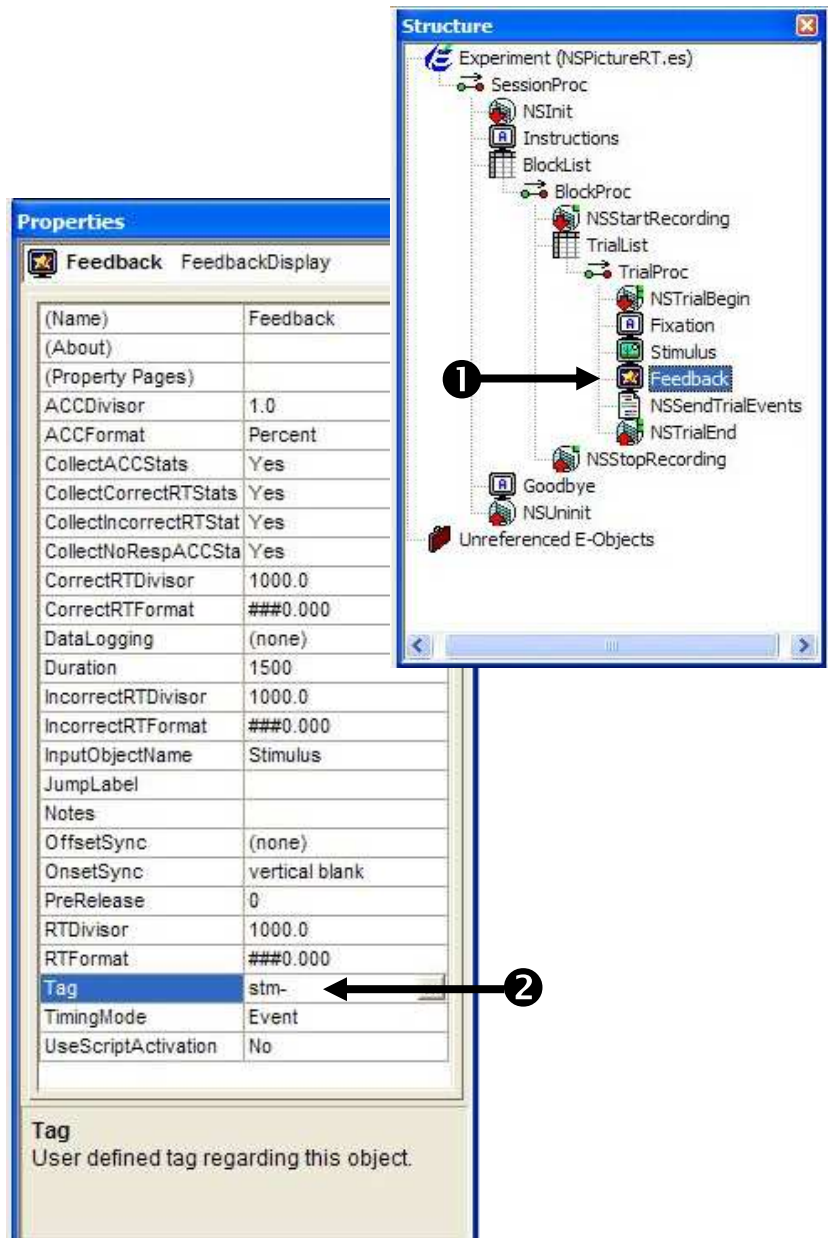 Structure
Experiment (NSPictureRT.es)
SessionProc
NSInit
Instructions
BlockList
BlockProc
NSStartRecording
TrialList
TrialProc
NSTrialBegin
Fixation
Stimulus
Feedback
NSSendTrialEvents
NSTrialEnd
NSStopRecording
Goodbye
NSUninit
Unreferenced E-Objects
1
Properties
Feedback FeedbackDisplay
(Name) Feedback
(About)
(Property Pages)
ACCDivisor 1.0
ACCFormat Percent
CollectACCStats Yes
CollectCorrectRTStats Yes
CollectIncorrectRTStat Yes
CollectNoRespACCSta Yes
CorrectRTDivisor 1000.0
CorrectRTFormat ###0.000
DataLogging (none)
Duration 1500
IncorrectRTDivisor 1000.0
IncorrectRTFormat ###0.000
InputObjectName Stimulus
JumpLabel
Notes
OffsetSync (none)
OnsetSync vertical blank
PreRelease 0
RTDivisor 1000.0
RTFormat ###0.000
Tag stm- ... 2
TimingMode Event
UseScriptActivation No
Tag
User defined tag regarding this object.